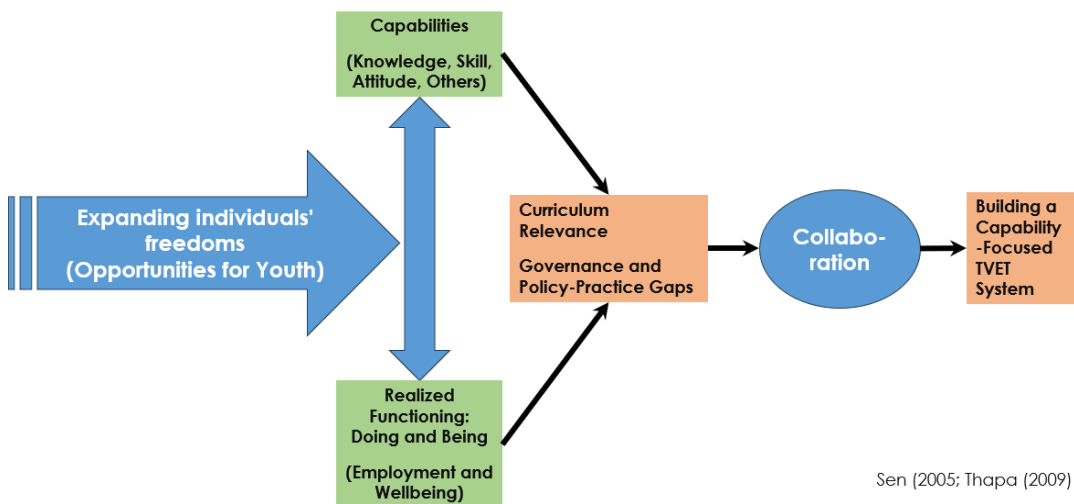 Capabilities
(Knowledge, Skill,
Attitude, Others)
Expanding individuals'
freedoms
(Opportunities for Youth)
Curriculum
Relevance
Governance and
Policy-Practice Gaps
Collabo-
ration
Building a
Capability
-Focused
TVET
System
Realized
Functioning:
Doing and Being
(Employment and
Wellbeing)
Sen (2005; Thapa (2009)